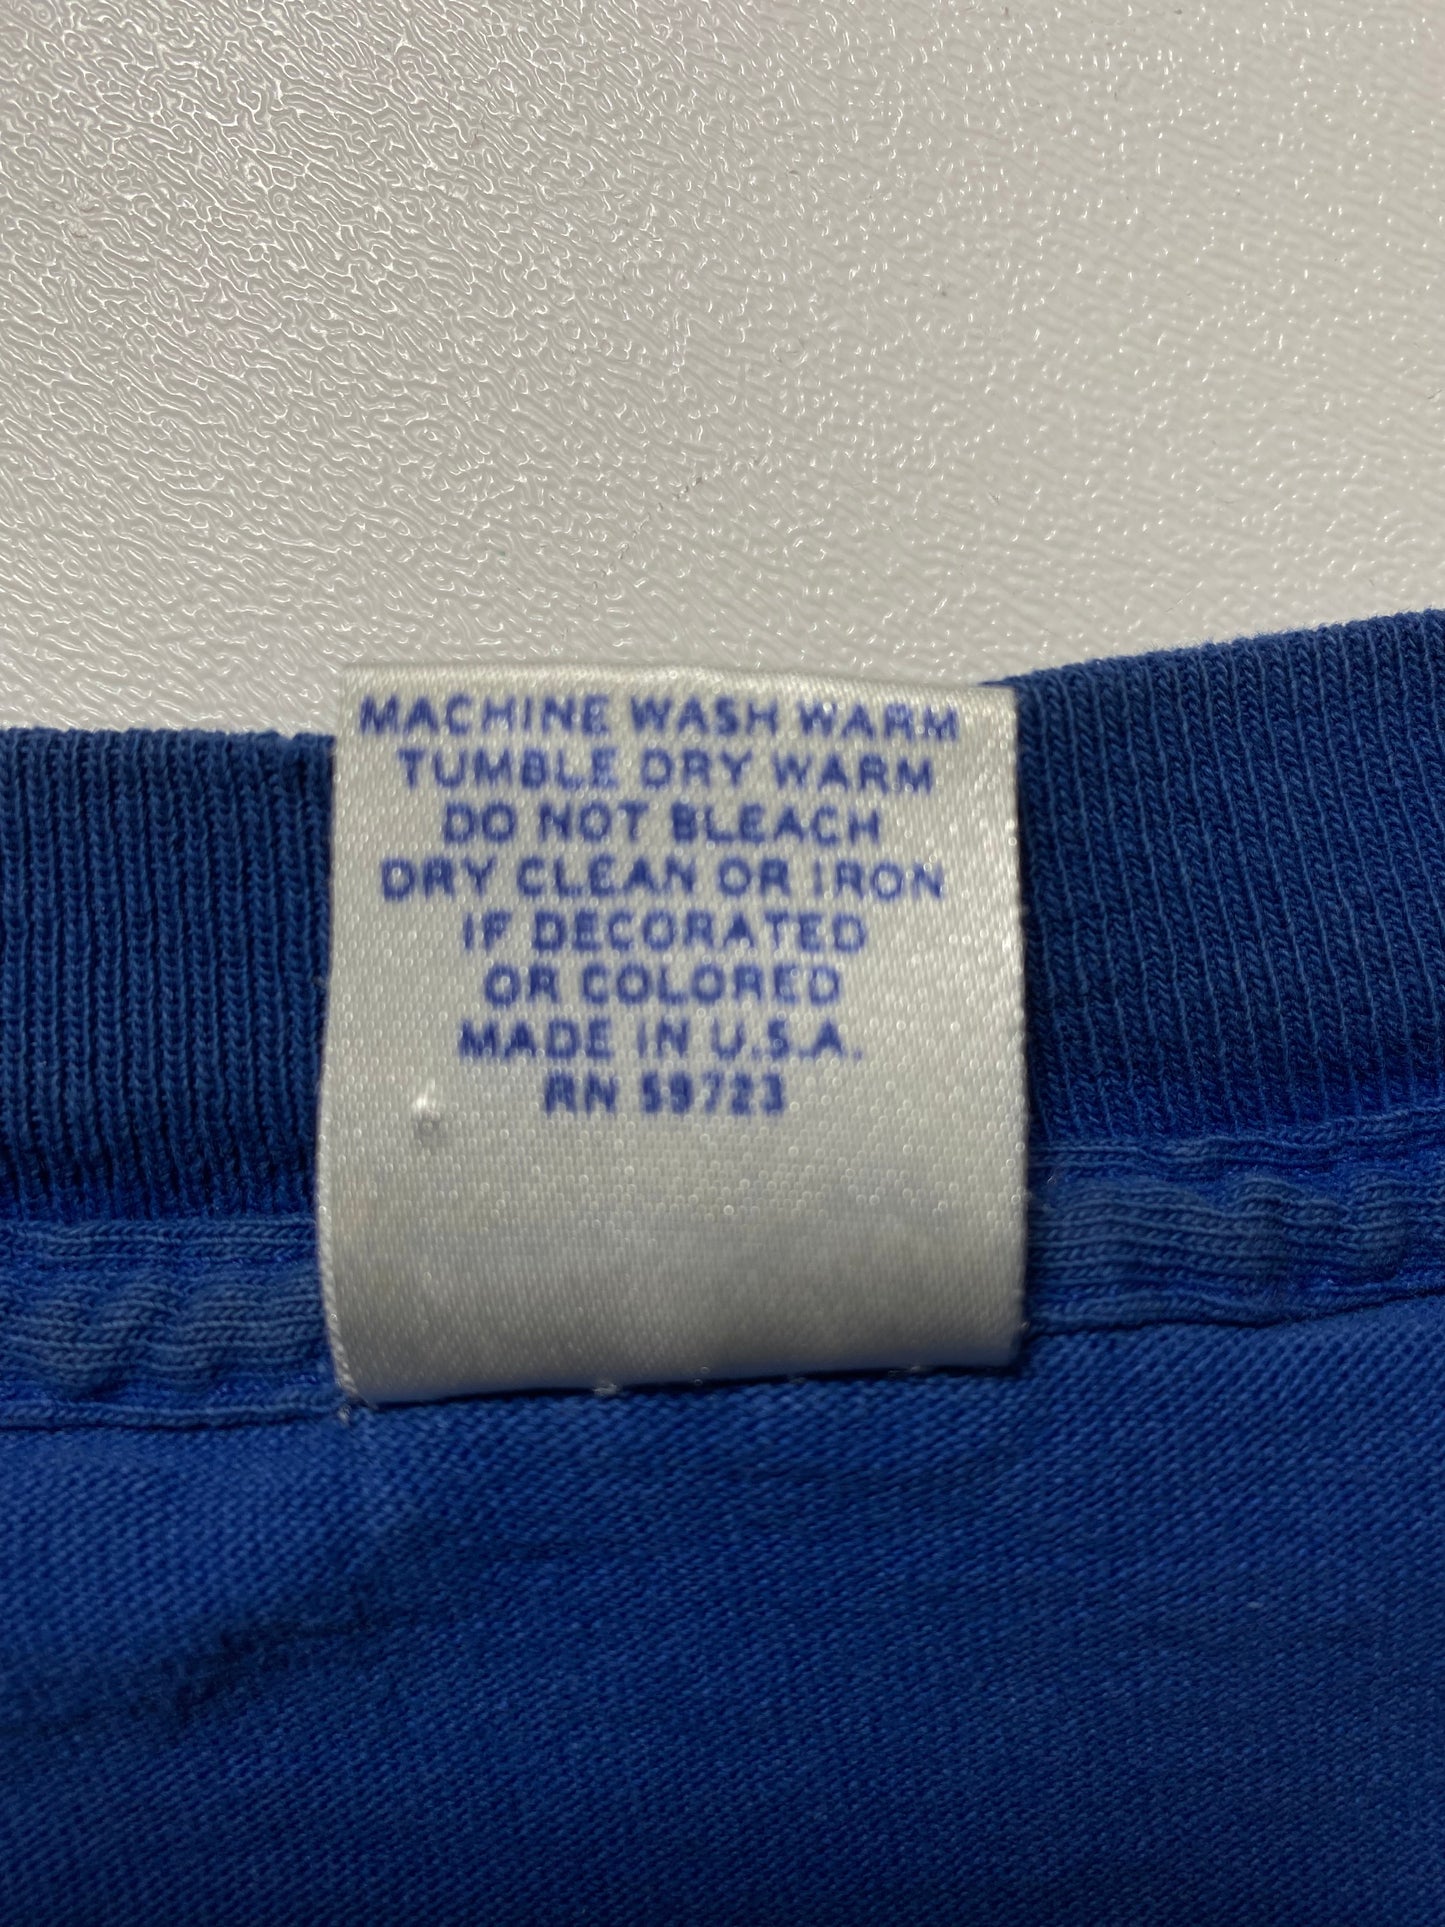 MACHINE WASH WARM
TUMBLE DRY WARM
DO NOT BLEACH
DRY CLEAN OR IRON
IF DECORATED
OR COLORED
MADE IN U.S.A.
RN 59723